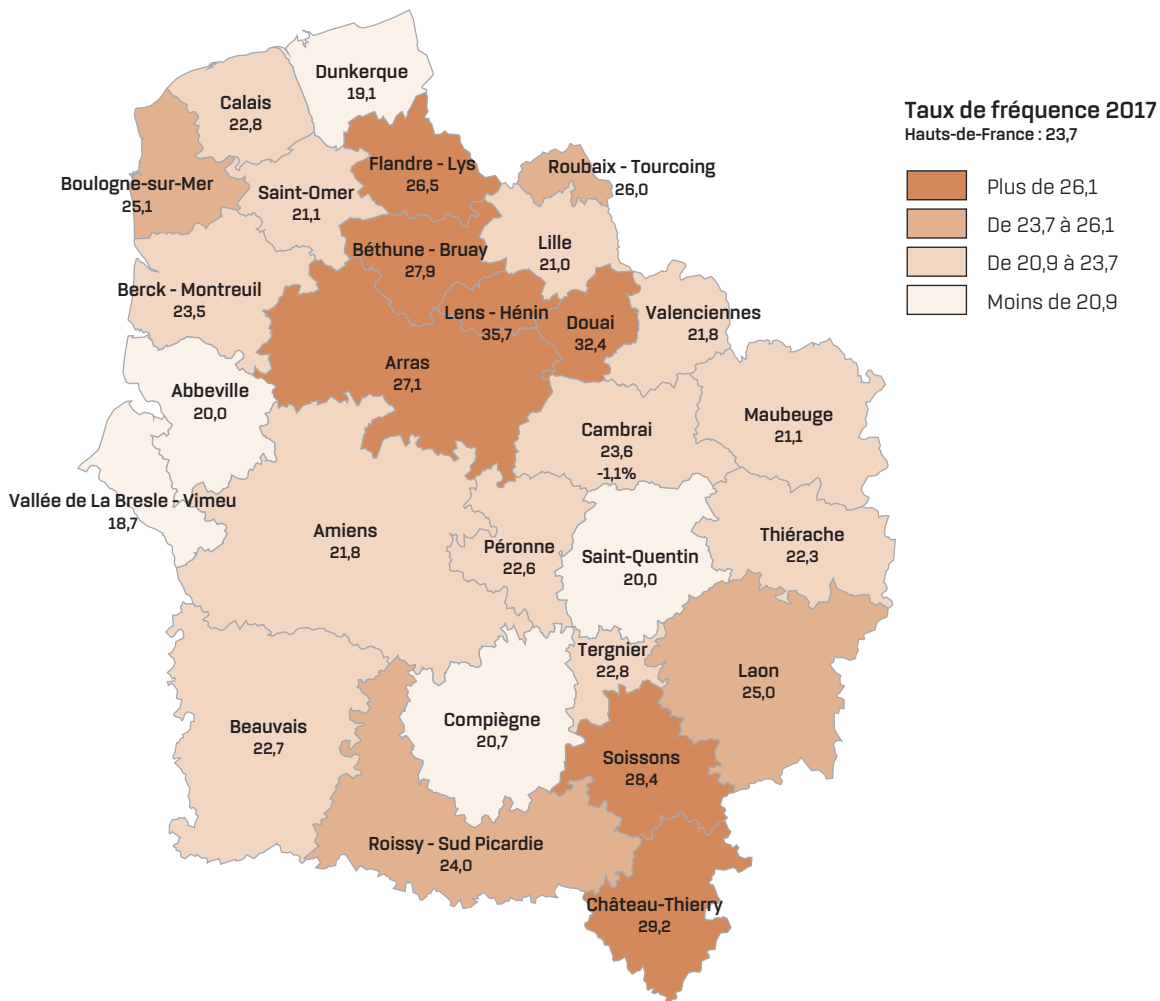 Taux de fréquence 2017
Hauts-de-France : 23,7
Plus de 26,1
De 23,7 à 26,1
De 20,9 à 23,7
Moins de 20,9
Dunkerque
19,1
Calais
22,8
Flandre - Lys
26,5
Roubaix - Tourcoing
26,0
Boulogne-sur-Mer
25,1
Saint-Omer
21,1
Béthune - Bruay
27,9
Lille
21,0
Berck - Montreuil
23,5
Lens - Hénin
35,7
Douai
32,4
Valenciennes
21,8
Arras
27,1
Abbeville
20,0
Maubeuge
21,1
Cambrai
23,6
-1,1%
Vallée de La Bresle - Vimeu
18,7
Amiens
21,8
Péronne
22,6
Saint-Quentin
20,0
Thiérache
22,3
Tergnier
22,8
Laon
25,0
Beauvais
22,7
Compiègne
20,7
Soissons
28,4
Roissy - Sud Picardie
24,0
Château-Thierry
29,2